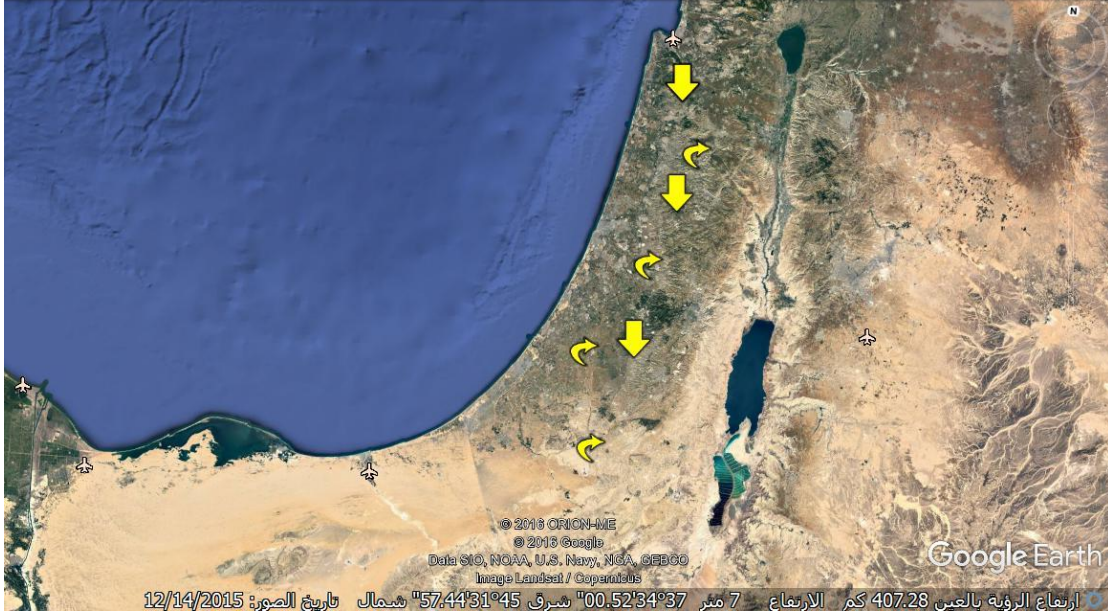 N
© 2016 ORION-ME
© 2016 Google
Data SIO, NOAA, U.S. Navy, NGA, GEBCO
Image Landsat / Copernicus
Google Earth
إرتفاع الرؤية بالعين 407.28 كم الارتفاع 7 متر 00.52'34°37" شرق 57.44'31°45" شمال تاريخ الصور: 12/14/2015